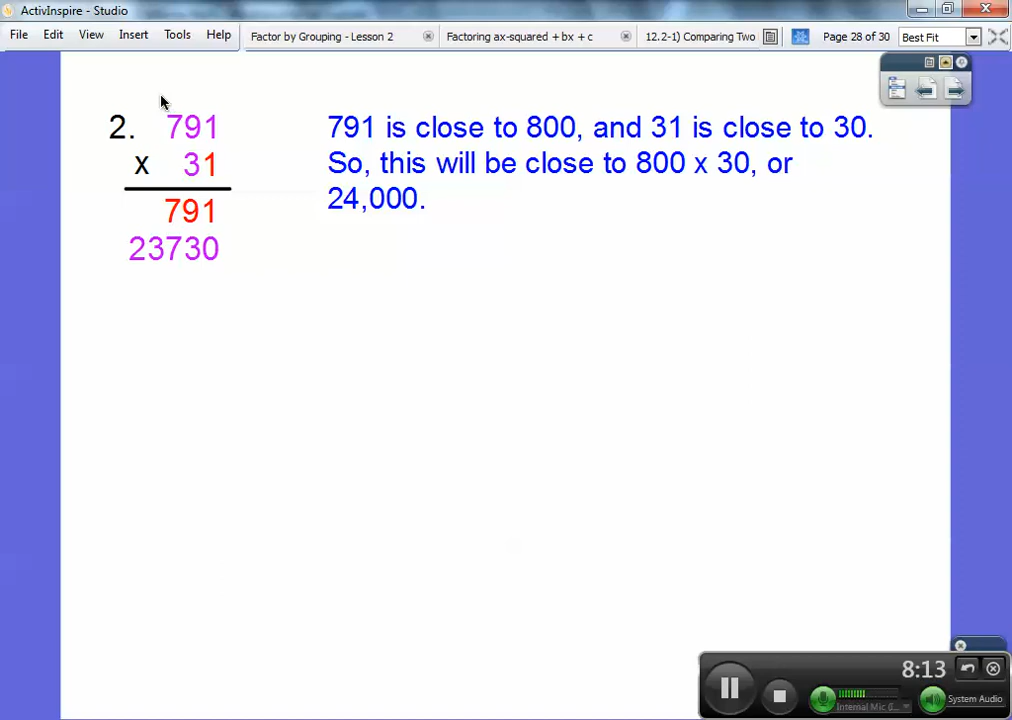 ActivInspire - Studio
File Edit View Insert Tools Help
Factor by Grouping - Lesson 2
Factoring ax-squared + bx + c
12.2-1) Comparing Two
Page 28 of 30
Best Fit
2. 791
x 31
791
23730
791 is close to 800, and 31 is close to 30.
So, this will be close to 800 x 30, or
24,000.
8:13
Internal Mic (I...
System Audio